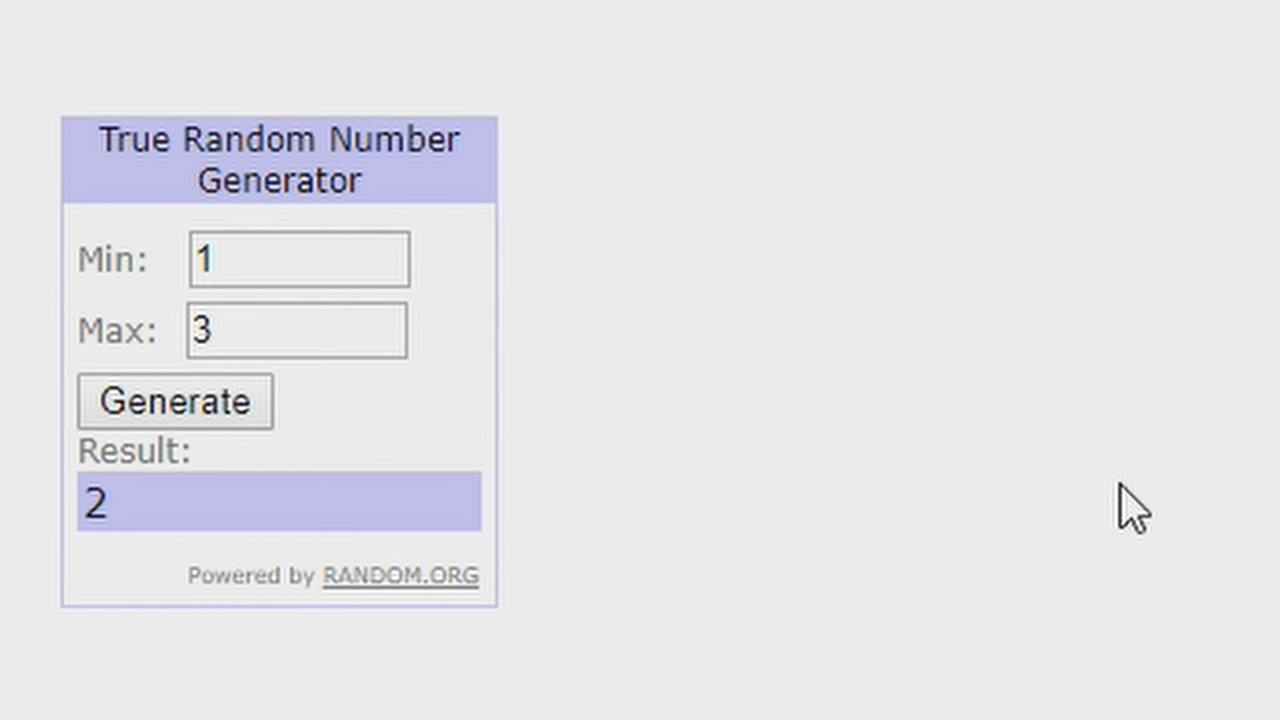 True Random Number
Generator
Min: 1
Max: 3
Generate
Result:
2
Powered by RANDOM.ORG